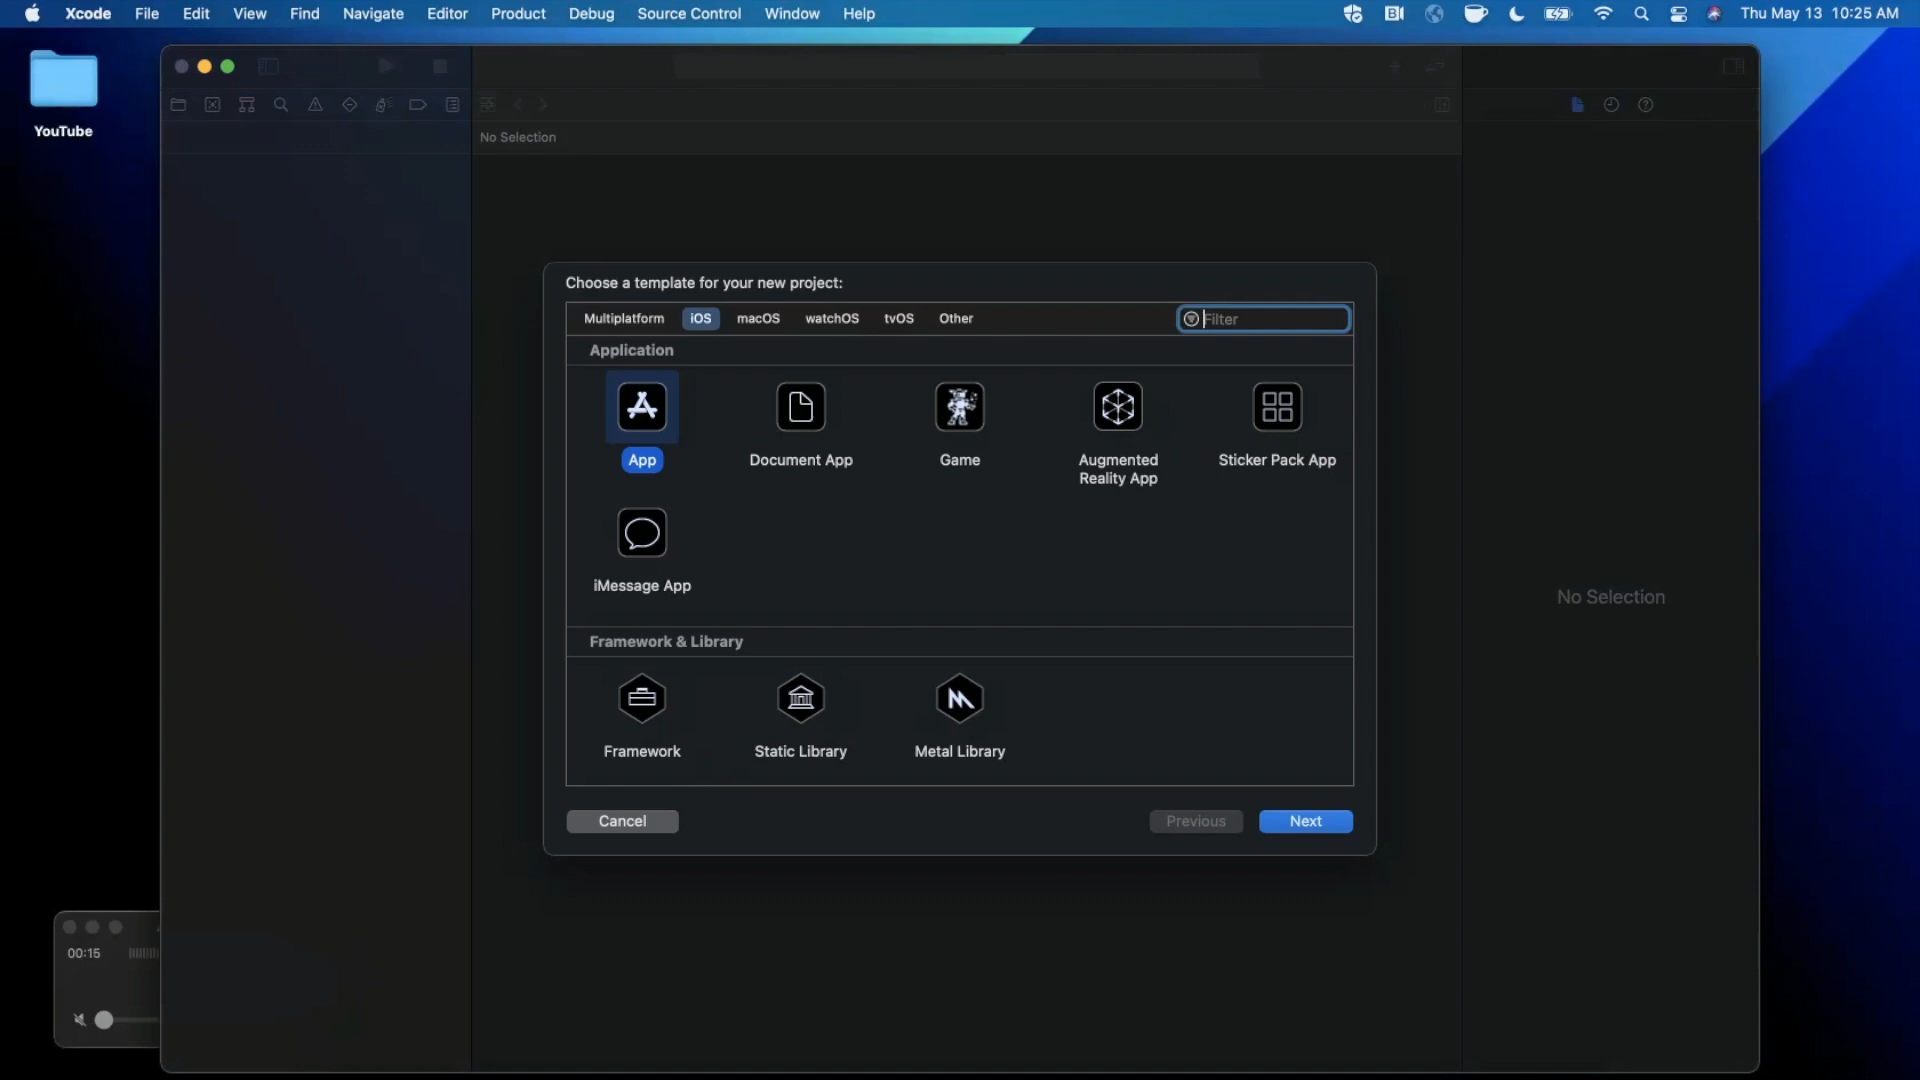 Xcode File Edit View Find Navigate Editor Product Debug Source Control Window Help Thu May 13 10:25 AM
YouTube
No Selection
Choose a template for your new project:
Multiplatform iOS macOS watchOS tvOS Other Filter
Application
App Document App Game Augmented Reality App Sticker Pack App
iMessage App
No Selection
Framework & Library
Framework Static Library Metal Library
Cancel Previous Next
00:15